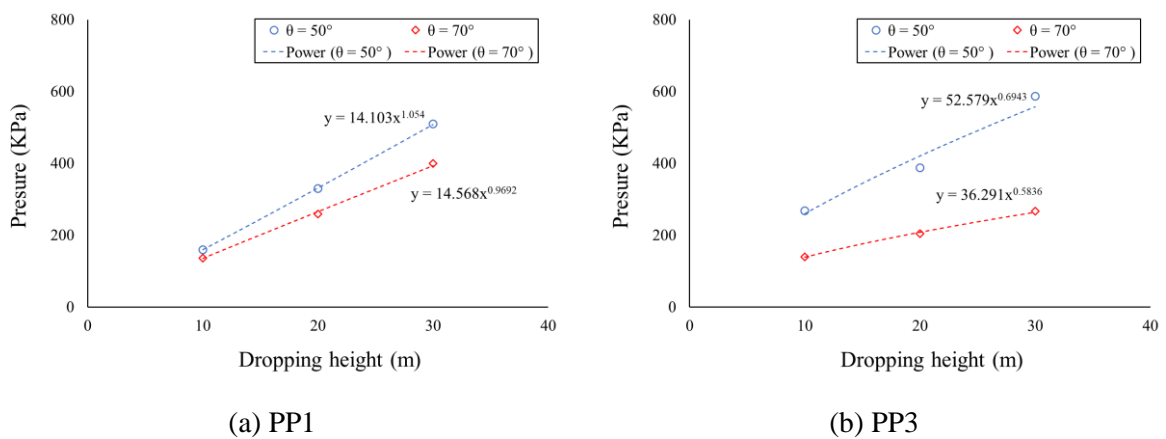 800
600
400
200
0
0 10 20 30 40
Presure (KPa)
Dropping height (m)
θ = 50° θ = 70°
Power (θ = 50° ) Power (θ = 70° )
y = 14.103x^1.054
y = 14.568x^0.9692
(a) PP1
800
600
400
200
0
0 10 20 30 40
Presure (KPa)
Dropping height (m)
θ = 50° θ = 70°
Power (θ = 50° ) Power (θ = 70° )
y = 52.579x^0.6943
y = 36.291x^0.5836
(b) PP3